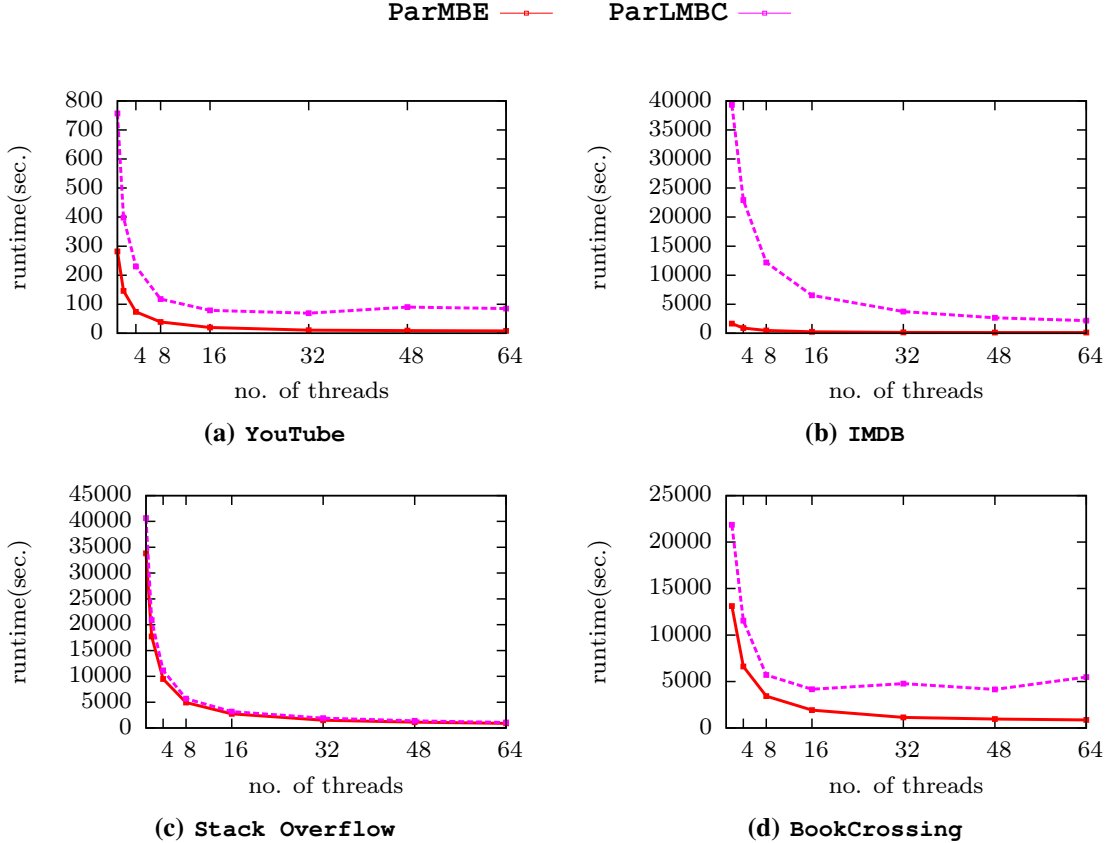 ParMBE ParLMBC
800
700
600
500
400
300
200
100
0
4 8 16 32 48 64
runtime(sec.)
no. of threads
(a) YouTube
40000
35000
30000
25000
20000
15000
10000
5000
0
4 8 16 32 48 64
runtime(sec.)
no. of threads
(b) IMDB
45000
40000
35000
30000
25000
20000
15000
10000
5000
0
4 8 16 32 48 64
runtime(sec.)
no. of threads
(c) Stack Overflow
25000
20000
15000
10000
5000
0
4 8 16 32 48 64
runtime(sec.)
no. of threads
(d) BookCrossing